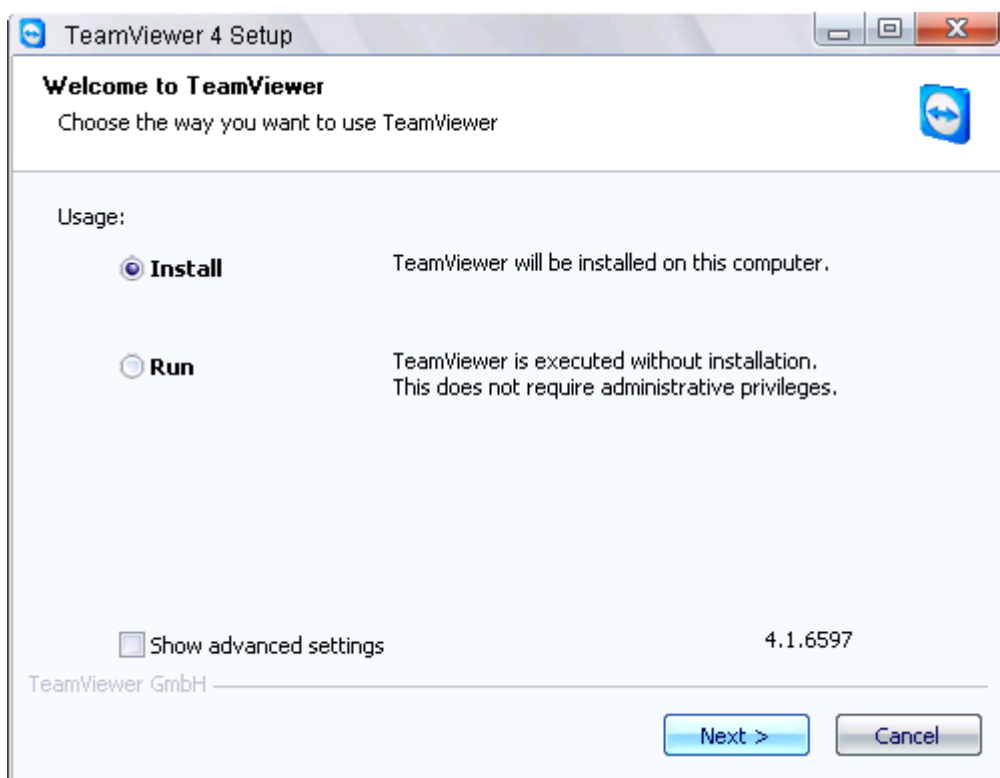 TeamViewer 4 Setup
Welcome to TeamViewer
Choose the way you want to use TeamViewer
Usage:
Install
TeamViewer will be installed on this computer.
Run
TeamViewer is executed without installation.
This does not require administrative privileges.
Show advanced settings
4.1.6597
TeamViewer GmbH
Next >
Cancel